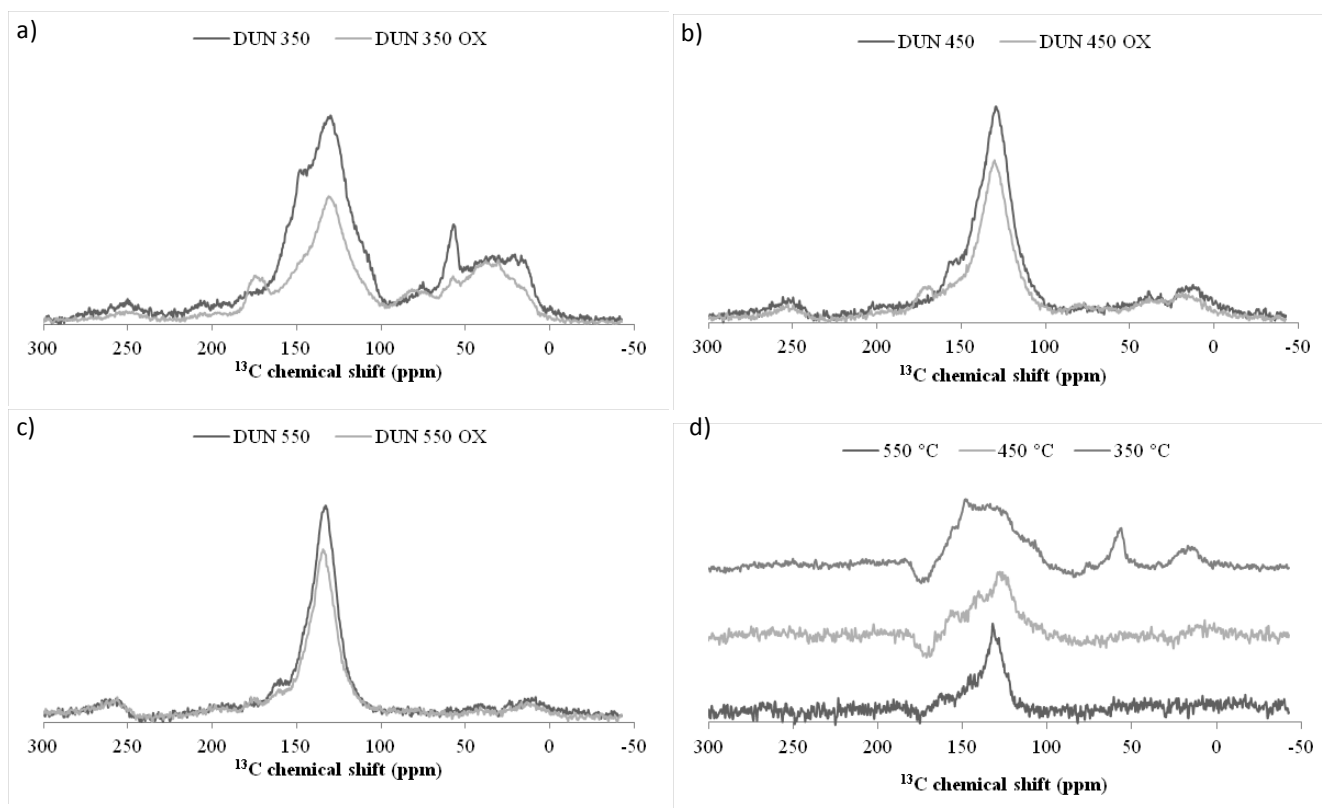 a)
DUN 350 DUN 350 OX
300 250 200 150 100 50 0 -50
¹³C chemical shift (ppm)
b)
DUN 450 DUN 450 OX
300 250 200 150 100 50 0 -50
¹³C chemical shift (ppm)
c)
DUN 550 DUN 550 OX
300 250 200 150 100 50 0 -50
¹³C chemical shift (ppm)
d)
550 °C 450 °C 350 °C
300 250 200 150 100 50 0 -50
¹³C chemical shift (ppm)